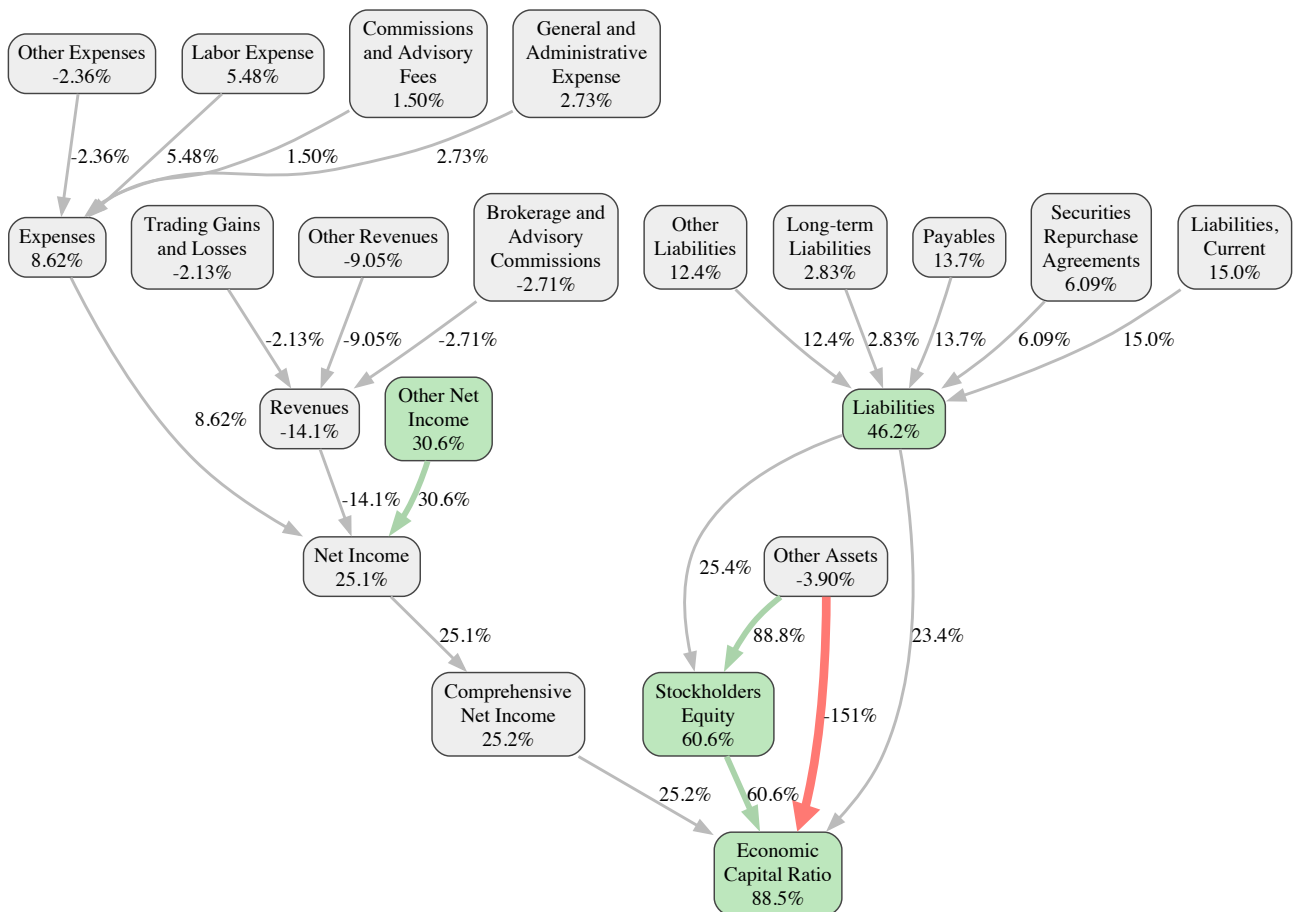 Other Expenses
-2.36%
Labor Expense
5.48%
Commissions
and Advisory
Fees
1.50%
General and
Administrative
Expense
2.73%
-2.36%
5.48%
1.50%
2.73%
Expenses
8.62%
Trading Gains
and Losses
-2.13%
Other Revenues
-9.05%
Brokerage and
Advisory
Commissions
-2.71%
Other
Liabilities
12.4%
Long-term
Liabilities
2.83%
Payables
13.7%
Securities
Repurchase
Agreements
6.09%
Liabilities,
Current
15.0%
-2.13%
-9.05%
-2.71%
12.4%
2.83%
13.7%
6.09%
15.0%
8.62%
Revenues
-14.1%
Other Net
Income
30.6%
Liabilities
46.2%
-14.1%
30.6%
Net Income
25.1%
25.4%
Other Assets
-3.90%
25.1%
88.8%
23.4%
Comprehensive
Net Income
25.2%
Stockholders
Equity
60.6%
-151%
25.2%
60.6%
Economic
Capital Ratio
88.5%